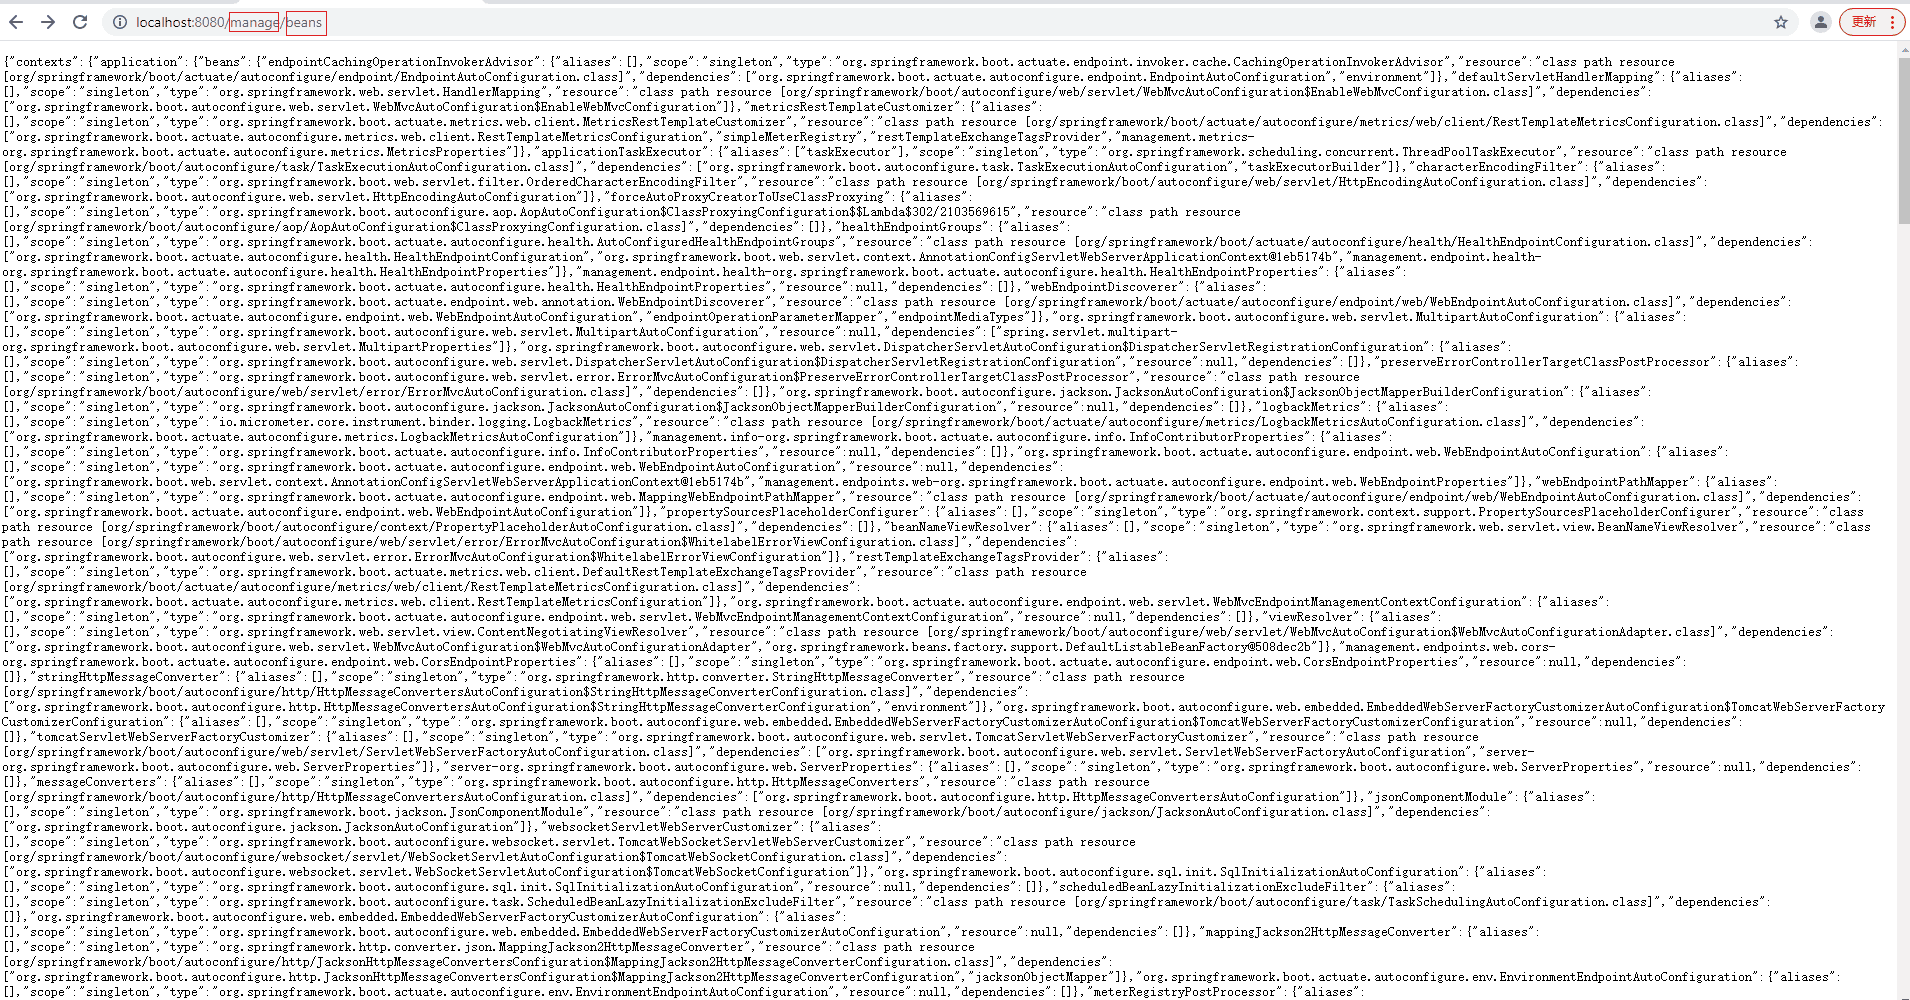 localhost:8080/manage/beans
更新
{"contexts":{"application":{"beans":{"endpointCachingOperationInvokerAdvisor":{"aliases":[],"scope":"singleton","type":"org.springframework.boot.actuate.endpoint.invoker.cache.CachingOperationInvokerAdvisor","resource":"class path resource
[org/springframework/boot/actuate/autoconfigure/endpoint/EndpointAutoConfiguration.class]","dependencies":["org.springframework.boot.actuate.autoconfigure.endpoint.EndpointAutoConfiguration","environment"]},"defaultServletHandlerMapping":{"aliases":
[],"scope":"singleton","type":"org.springframework.web.servlet.HandlerMapping","resource":"class path resource [org/springframework/boot/autoconfigure/web/servlet/WebMvcAutoConfiguration$EnableWebMvcConfiguration.class]","dependencies":
["org.springframework.boot.autoconfigure.web.servlet.WebMvcAutoConfiguration$EnableWebMvcConfiguration"]},"metricsRestTemplateCustomizer":{"aliases":
[],"scope":"singleton","type":"org.springframework.boot.actuate.metrics.web.client.MetricsRestTemplateCustomizer","resource":"class path resource [org/springframework/boot/actuate/autoconfigure/metrics/web/client/RestTemplateMetricsConfiguration.class]","dependencies":
["org.springframework.boot.actuate.autoconfigure.metrics.web.client.RestTemplateMetricsConfiguration","simpleMeterRegistry","restTemplateExchangeTagsProvider","management.metrics-
org.springframework.boot.actuate.autoconfigure.metrics.MetricsProperties"]},"applicationTaskExecutor":{"aliases":["taskExecutor"],"scope":"singleton","type":"org.springframework.scheduling.concurrent.ThreadPoolTaskExecutor","resource":"class path resource
[org/springframework/boot/autoconfigure/task/TaskExecutionAutoConfiguration.class]","dependencies":["org.springframework.boot.autoconfigure.task.TaskExecutionAutoConfiguration","taskExecutorBuilder"]},"characterEncodingFilter":{"aliases":
[],"scope":"singleton","type":"org.springframework.boot.web.servlet.filter.OrderedCharacterEncodingFilter","resource":"class path resource [org/springframework/boot/autoconfigure/web/servlet/HttpEncodingAutoConfiguration.class]","dependencies":
["org.springframework.boot.autoconfigure.web.servlet.HttpEncodingAutoConfiguration"]},"forceAutoProxyCreatorToUseClassProxying":{"aliases":
[],"scope":"singleton","type":"org.springframework.boot.autoconfigure.aop.AopAutoConfiguration$ClassProxyingConfiguration$$Lambda$302/2103569615","resource":"class path resource
[org/springframework/boot/autoconfigure/aop/AopAutoConfiguration$ClassProxyingConfiguration.class]","dependencies":[]},"healthEndpointGroups":{"aliases":
[],"scope":"singleton","type":"org.springframework.boot.actuate.autoconfigure.health.AutoConfiguredHealthEndpointGroups","resource":"class path resource [org/springframework/boot/actuate/autoconfigure/health/HealthEndpointConfiguration.class]","dependencies":
["org.springframework.boot.actuate.autoconfigure.health.HealthEndpointConfiguration","org.springframework.boot.web.servlet.context.AnnotationConfigServletWebServerApplicationContext@1eb5174b","management.endpoint.health-
org.springframework.boot.actuate.autoconfigure.health.HealthEndpointProperties"]},"management.endpoint.health-org.springframework.boot.actuate.autoconfigure.health.HealthEndpointProperties":{"aliases":
[],"scope":"singleton","type":"org.springframework.boot.actuate.autoconfigure.health.HealthEndpointProperties","resource":null,"dependencies":[]},"webEndpointDiscoverer":{"aliases":
[],"scope":"singleton","type":"org.springframework.boot.actuate.endpoint.web.annotation.WebEndpointDiscoverer","resource":"class path resource [org/springframework/boot/actuate/autoconfigure/endpoint/web/WebEndpointAutoConfiguration.class]","dependencies":
["org.springframework.boot.actuate.autoconfigure.endpoint.web.WebEndpointAutoConfiguration","endpointOperationParameterMapper","endpointMediaTypes"]},"org.springframework.boot.autoconfigure.web.servlet.MultipartAutoConfiguration":{"aliases":
[],"scope":"singleton","type":"org.springframework.boot.autoconfigure.web.servlet.MultipartAutoConfiguration","resource":null,"dependencies":["spring.servlet.multipart-
org.springframework.boot.autoconfigure.web.servlet.MultipartProperties"]},"org.springframework.boot.autoconfigure.web.servlet.DispatcherServletAutoConfiguration$DispatcherServletRegistrationConfiguration":{"aliases":
[],"scope":"singleton","type":"org.springframework.boot.autoconfigure.web.servlet.DispatcherServletAutoConfiguration$DispatcherServletRegistrationConfiguration","resource":null,"dependencies":[]},"preserveErrorControllerTargetClassPostProcessor":{"aliases":
[],"scope":"singleton","type":"org.springframework.boot.autoconfigure.web.servlet.error.ErrorMvcAutoConfiguration$PreserveErrorControllerTargetClassPostProcessor","resource":"class path resource
[org/springframework/boot/autoconfigure/web/servlet/error/ErrorMvcAutoConfiguration.class]","dependencies":[]},"org.springframework.boot.autoconfigure.jackson.JacksonAutoConfiguration$JacksonObjectMapperBuilderConfiguration":{"aliases":
[],"scope":"singleton","type":"org.springframework.boot.autoconfigure.jackson.JacksonAutoConfiguration$JacksonObjectMapperBuilderConfiguration","resource":null,"dependencies":[]},"logbackMetrics":{"aliases":
[],"scope":"singleton","type":"io.micrometer.core.instrument.binder.logging.LogbackMetrics","resource":"class path resource [org/springframework/boot/actuate/autoconfigure/metrics/LogbackMetricsAutoConfiguration.class]","dependencies":
["org.springframework.boot.actuate.autoconfigure.metrics.LogbackMetricsAutoConfiguration"]},"management.info-org.springframework.boot.actuate.autoconfigure.info.InfoContributorProperties":{"aliases":
[],"scope":"singleton","type":"org.springframework.boot.actuate.autoconfigure.info.InfoContributorProperties","resource":null,"dependencies":[]},"org.springframework.boot.actuate.autoconfigure.endpoint.web.WebEndpointAutoConfiguration":{"aliases":
[],"scope":"singleton","type":"org.springframework.boot.actuate.autoconfigure.endpoint.web.WebEndpointAutoConfiguration","resource":null,"dependencies":
["org.springframework.boot.web.servlet.context.AnnotationConfigServletWebServerApplicationContext@1eb5174b","management.endpoints.web-org.springframework.boot.actuate.autoconfigure.endpoint.web.WebEndpointProperties"]},"webEndpointPathMapper":{"aliases":
[],"scope":"singleton","type":"org.springframework.boot.actuate.autoconfigure.endpoint.web.MappingWebEndpointPathMapper","resource":"class path resource [org/springframework/boot/actuate/autoconfigure/endpoint/web/WebEndpointAutoConfiguration.class]","dependencies":
["org.springframework.boot.actuate.autoconfigure.endpoint.web.WebEndpointAutoConfiguration"]},"propertySourcesPlaceholderConfigurer":{"aliases":[],"scope":"singleton","type":"org.springframework.context.support.PropertySourcesPlaceholderConfigurer","resource":"class
path resource [org/springframework/boot/autoconfigure/context/PropertyPlaceholderAutoConfiguration.class]","dependencies":[]},"beanNameViewResolver":{"aliases":[],"scope":"singleton","type":"org.springframework.web.servlet.view.BeanNameViewResolver","resource":"class
path resource [org/springframework/boot/autoconfigure/web/servlet/error/ErrorMvcAutoConfiguration$WhitelabelErrorViewConfiguration.class]","dependencies":
["org.springframework.boot.autoconfigure.web.servlet.error.ErrorMvcAutoConfiguration$WhitelabelErrorViewConfiguration"]},"restTemplateExchangeTagsProvider":{"aliases":
[],"scope":"singleton","type":"org.springframework.boot.actuate.metrics.web.client.DefaultRestTemplateExchangeTagsProvider","resource":"class path resource
[org/springframework/boot/actuate/autoconfigure/metrics/web/client/RestTemplateMetricsConfiguration.class]","dependencies":
["org.springframework.boot.actuate.autoconfigure.metrics.web.client.RestTemplateMetricsConfiguration"]},"org.springframework.boot.actuate.autoconfigure.endpoint.web.servlet.WebMvcEndpointManagementContextConfiguration":{"aliases":
[],"scope":"singleton","type":"org.springframework.boot.actuate.autoconfigure.endpoint.web.servlet.WebMvcEndpointManagementContextConfiguration","resource":null,"dependencies":[]},"viewResolver":{"aliases":
[],"scope":"singleton","type":"org.springframework.web.servlet.view.ContentNegotiatingViewResolver","resource":"class path resource [org/springframework/boot/autoconfigure/web/servlet/WebMvcAutoConfiguration$WebMvcAutoConfigurationAdapter.class]","dependencies":
["org.springframework.boot.autoconfigure.web.servlet.WebMvcAutoConfiguration$WebMvcAutoConfigurationAdapter","org.springframework.beans.factory.support.DefaultListableBeanFactory@508dec2b"]},"management.endpoints.web.cors-
org.springframework.boot.actuate.autoconfigure.endpoint.web.CorsEndpointProperties":{"aliases":[],"scope":"singleton","type":"org.springframework.boot.actuate.autoconfigure.endpoint.web.CorsEndpointProperties","resource":null,"dependencies":
[]},"stringHttpMessageConverter":{"aliases":[],"scope":"singleton","type":"org.springframework.http.converter.StringHttpMessageConverter","resource":"class path resource
[org/springframework/boot/autoconfigure/http/HttpMessageConvertersAutoConfiguration$StringHttpMessageConverterConfiguration.class]","dependencies":
["org.springframework.boot.autoconfigure.http.HttpMessageConvertersAutoConfiguration$StringHttpMessageConverterConfiguration","environment"]},"org.springframework.boot.autoconfigure.web.embedded.EmbeddedWebServerFactoryCustomizerAutoConfiguration$TomcatWebServerFactory
CustomizerConfiguration":{"aliases":[],"scope":"singleton","type":"org.springframework.boot.autoconfigure.web.embedded.EmbeddedWebServerFactoryCustomizerAutoConfiguration$TomcatWebServerFactoryCustomizerConfiguration","resource":null,"dependencies":
[]},"tomcatServletWebServerFactoryCustomizer":{"aliases":[],"scope":"singleton","type":"org.springframework.boot.autoconfigure.web.servlet.TomcatServletWebServerFactoryCustomizer","resource":"class path resource
[org/springframework/boot/autoconfigure/web/servlet/ServletWebServerFactoryAutoConfiguration.class]","dependencies":["org.springframework.boot.autoconfigure.web.servlet.ServletWebServerFactoryAutoConfiguration","server-
org.springframework.boot.autoconfigure.web.ServerProperties"]},"server-org.springframework.boot.autoconfigure.web.ServerProperties":{"aliases":[],"scope":"singleton","type":"org.springframework.boot.autoconfigure.web.ServerProperties","resource":null,"dependencies":
[]},"messageConverters":{"aliases":[],"scope":"singleton","type":"org.springframework.boot.autoconfigure.http.HttpMessageConverters","resource":"class path resource
[org/springframework/boot/autoconfigure/http/HttpMessageConvertersAutoConfiguration.class]","dependencies":["org.springframework.boot.autoconfigure.http.HttpMessageConvertersAutoConfiguration"]},"jsonComponentModule":{"aliases":
[],"scope":"singleton","type":"org.springframework.boot.jackson.JsonComponentModule","resource":"class path resource [org/springframework/boot/autoconfigure/jackson/JacksonAutoConfiguration.class]","dependencies":
["org.springframework.boot.autoconfigure.jackson.JacksonAutoConfiguration"]},"websocketServletWebServerCustomizer":{"aliases":
[],"scope":"singleton","type":"org.springframework.boot.autoconfigure.websocket.servlet.TomcatWebSocketServletWebServerCustomizer","resource":"class path resource
[org/springframework/boot/autoconfigure/websocket/servlet/WebSocketServletAutoConfiguration$TomcatWebSocketConfiguration.class]","dependencies":
["org.springframework.boot.autoconfigure.websocket.servlet.WebSocketServletAutoConfiguration$TomcatWebSocketConfiguration"]},"org.springframework.boot.autoconfigure.sql.init.SqlInitializationAutoConfiguration":{"aliases":
[],"scope":"singleton","type":"org.springframework.boot.autoconfigure.sql.init.SqlInitializationAutoConfiguration","resource":null,"dependencies":[]},"scheduledBeanLazyInitializationExcludeFilter":{"aliases":
[],"scope":"singleton","type":"org.springframework.boot.autoconfigure.task.ScheduledBeanLazyInitializationExcludeFilter","resource":"class path resource [org/springframework/boot/autoconfigure/task/TaskSchedulingAutoConfiguration.class]","dependencies":
[]},"org.springframework.boot.autoconfigure.web.embedded.EmbeddedWebServerFactoryCustomizerAutoConfiguration":{"aliases":
[],"scope":"singleton","type":"org.springframework.boot.autoconfigure.web.embedded.EmbeddedWebServerFactoryCustomizerAutoConfiguration","resource":null,"dependencies":[]},"mappingJackson2HttpMessageConverter":{"aliases":
[],"scope":"singleton","type":"org.springframework.http.converter.json.MappingJackson2HttpMessageConverter","resource":"class path resource
[org/springframework/boot/autoconfigure/http/JacksonHttpMessageConvertersConfiguration$MappingJackson2HttpMessageConverterConfiguration.class]","dependencies":
["org.springframework.boot.autoconfigure.http.JacksonHttpMessageConvertersConfiguration$MappingJackson2HttpMessageConverterConfiguration","jacksonObjectMapper"]},"org.springframework.boot.actuate.autoconfigure.env.EnvironmentEndpointAutoConfiguration":{"aliases":
[],"scope":"singleton","type":"org.springframework.boot.actuate.autoconfigure.env.EnvironmentEndpointAutoConfiguration","resource":null,"dependencies":[]},"meterRegistryPostProcessor":{"aliases":